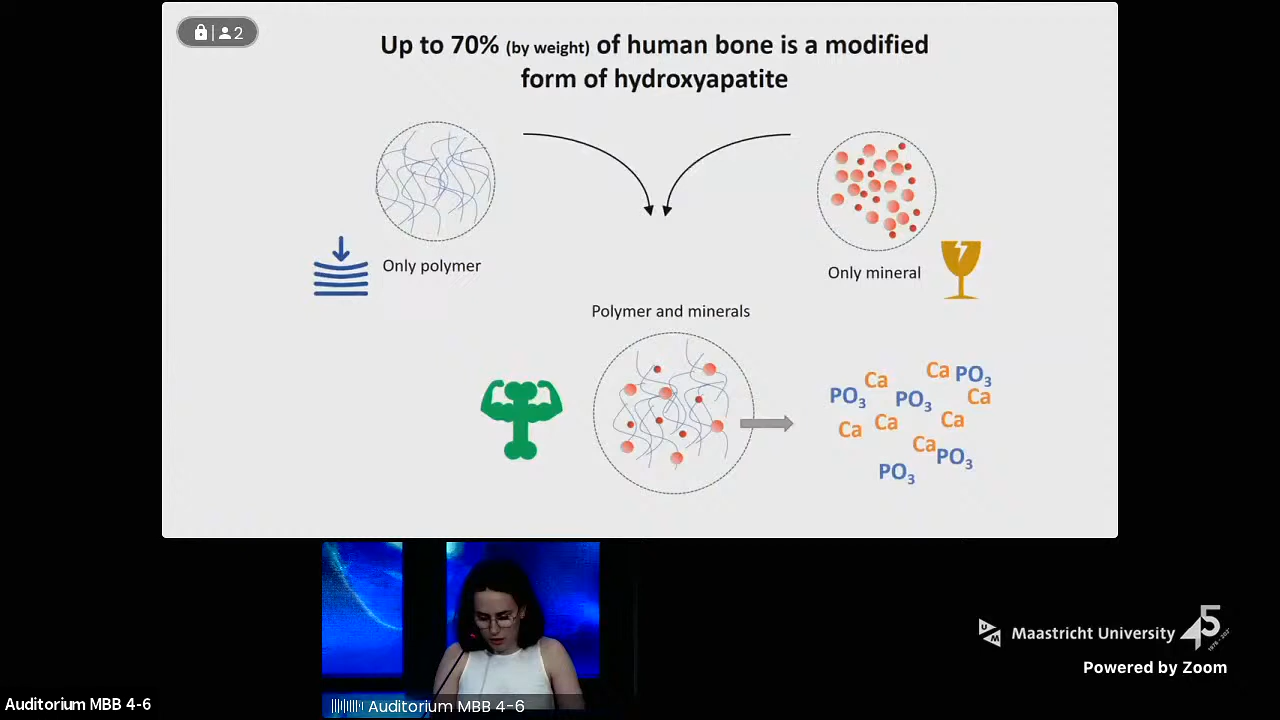 2
Up to 70% (by weight) of human bone is a modified
form of hydroxyapatite
Only polymer
Only mineral
Polymer and minerals
Ca
Ca
PO3
PO3
PO3
Ca
Ca
Ca
Ca
Ca
PO3
PO3
UM
Maastricht University
45
Powered by Zoom
Auditorium MBB 4-6
Auditorium MBB 4-6